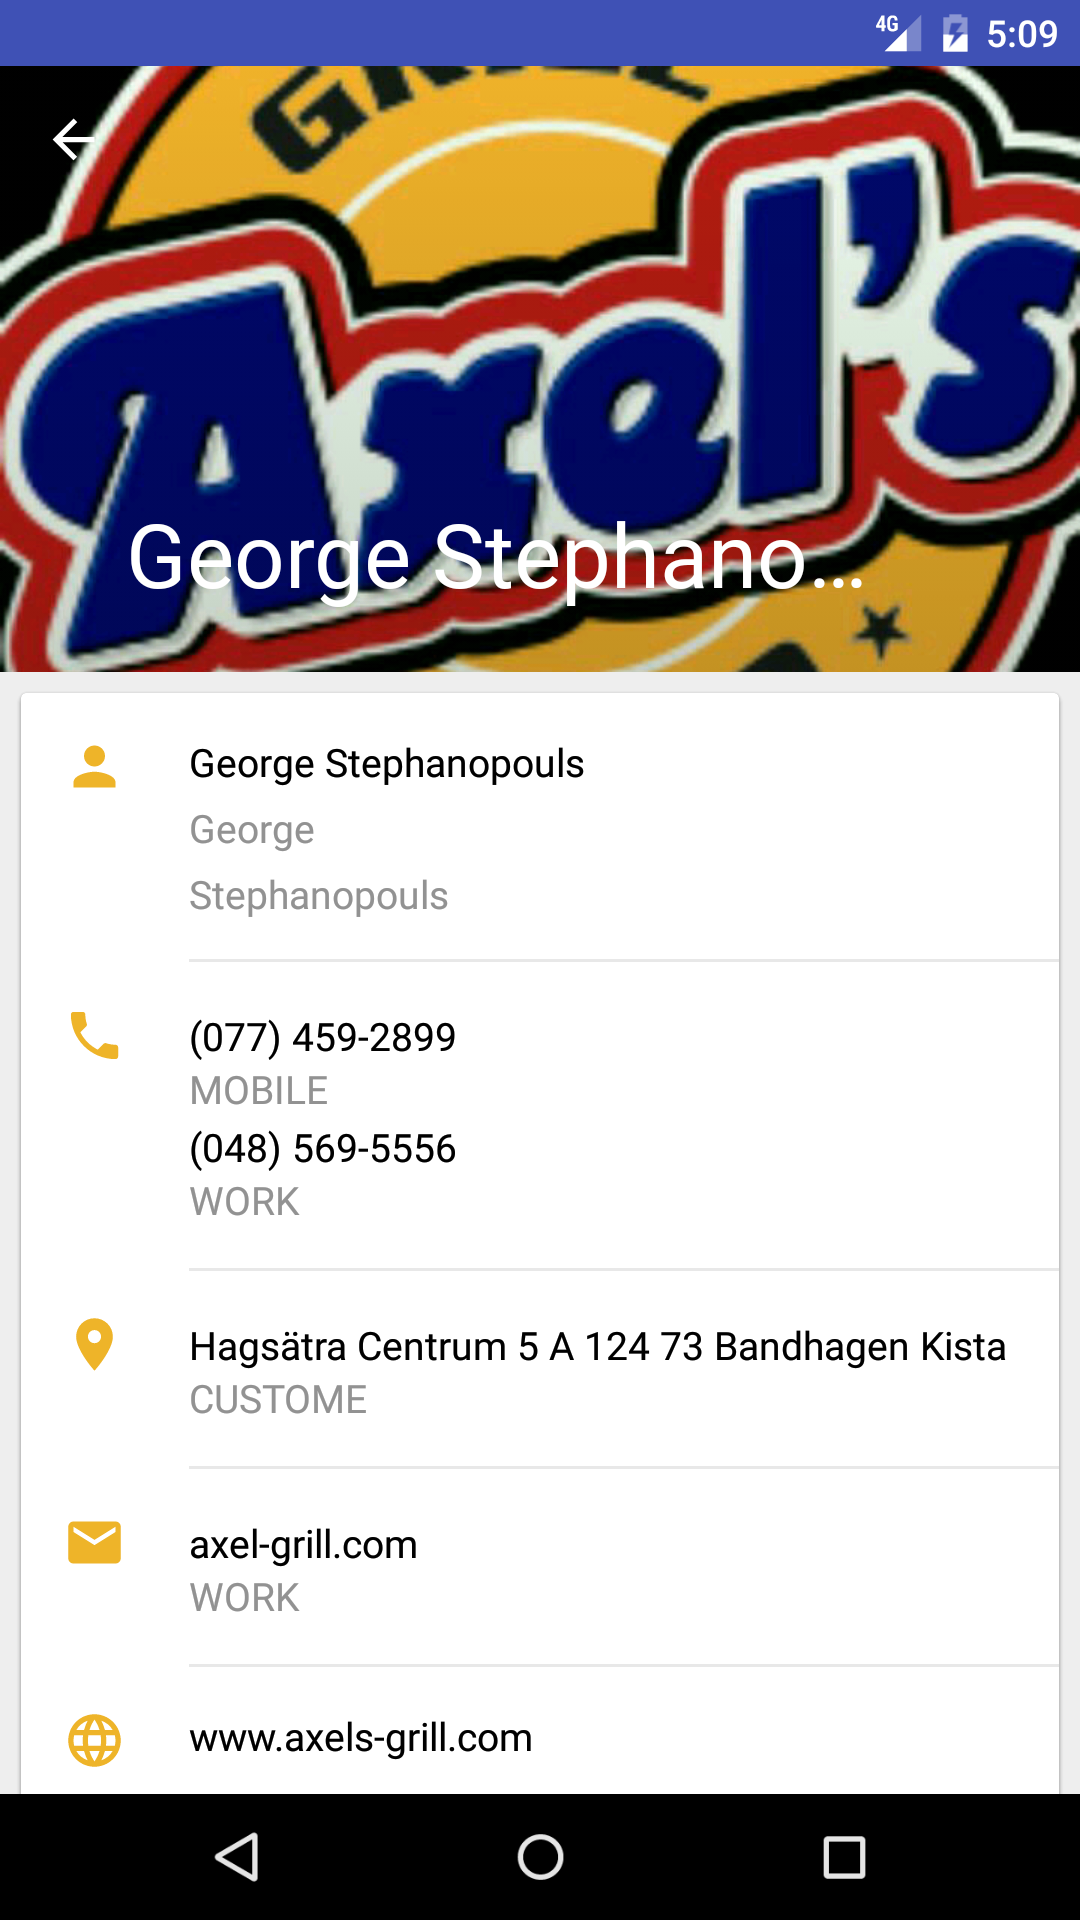 4G 5:09
GRILL
Axel's
George Stephano...
George Stephanopouls
George
Stephanopouls
(077) 459-2899
MOBILE
(048) 569-5556
WORK
Hagsätra Centrum 5 A 124 73 Bandhagen Kista
CUSTOME
axel-grill.com
WORK
www.axels-grill.com